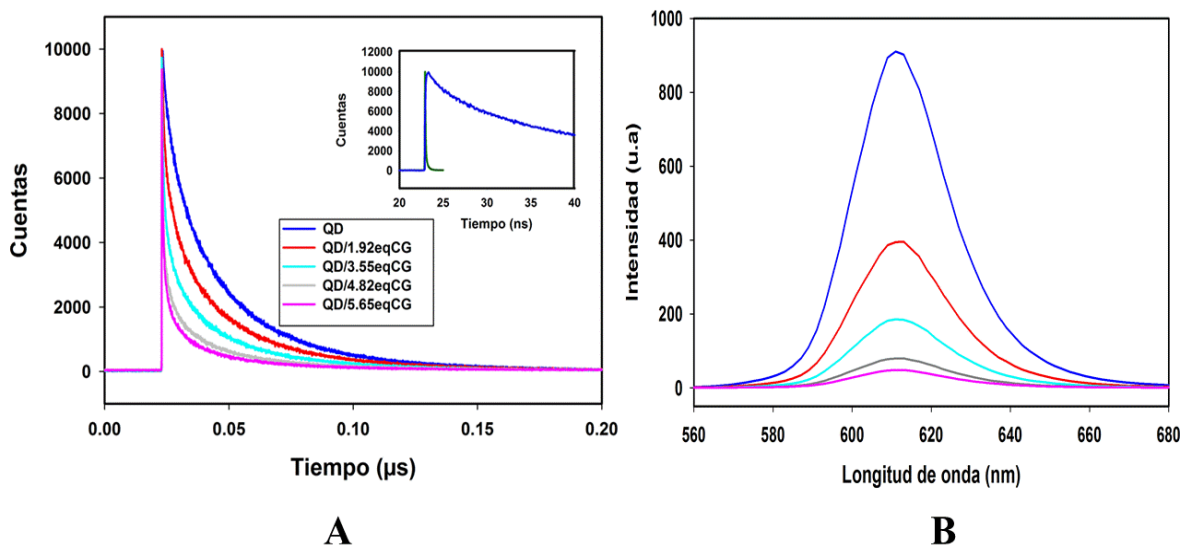 Cuentas
10000
8000
6000
4000
2000
0
0.00 0.05 0.10 0.15 0.20
Tiempo (µs)
Cuentas
12000
10000
8000
6000
4000
2000
0
20 25 30 35 40
Tiempo (ns)
QD
QD/1.92eqCG
QD/3.55eqCG
QD/4.82eqCG
QD/5.65eqCG
A
Intensidad (u.a)
1000
800
600
400
200
0
560 580 600 620 640 660 680
Longitud de onda (nm)
B